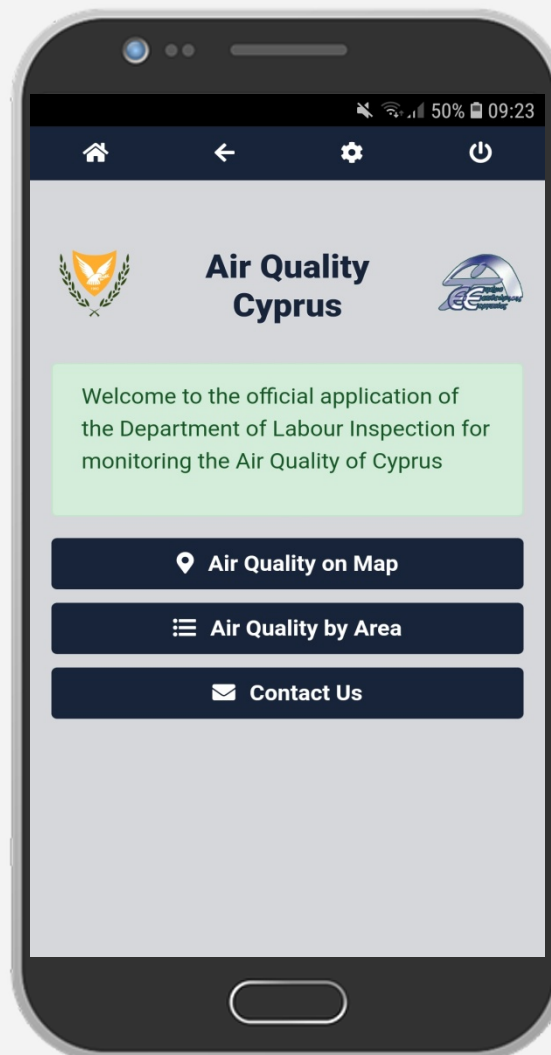 50% 09:23
Air Quality
Cyprus
Welcome to the official application of
the Department of Labour Inspection for
monitoring the Air Quality of Cyprus
Air Quality on Map
Air Quality by Area
Contact Us